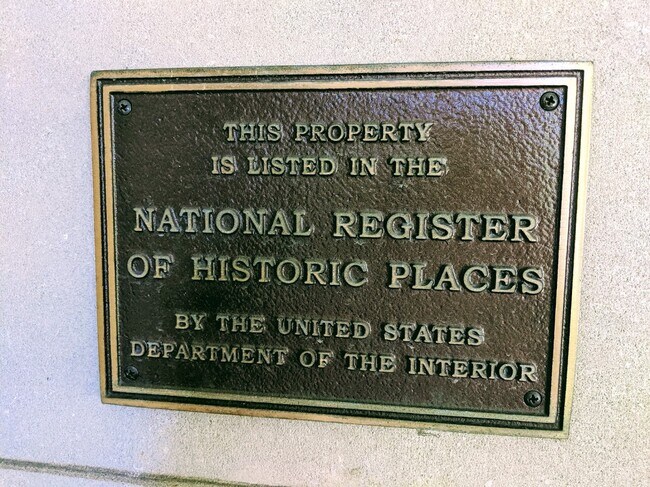 THIS PROPERTY
IS LISTED IN THE
NATIONAL REGISTER
OF HISTORIC PLACES
BY THE UNITED STATES
DEPARTMENT OF THE INTERIOR